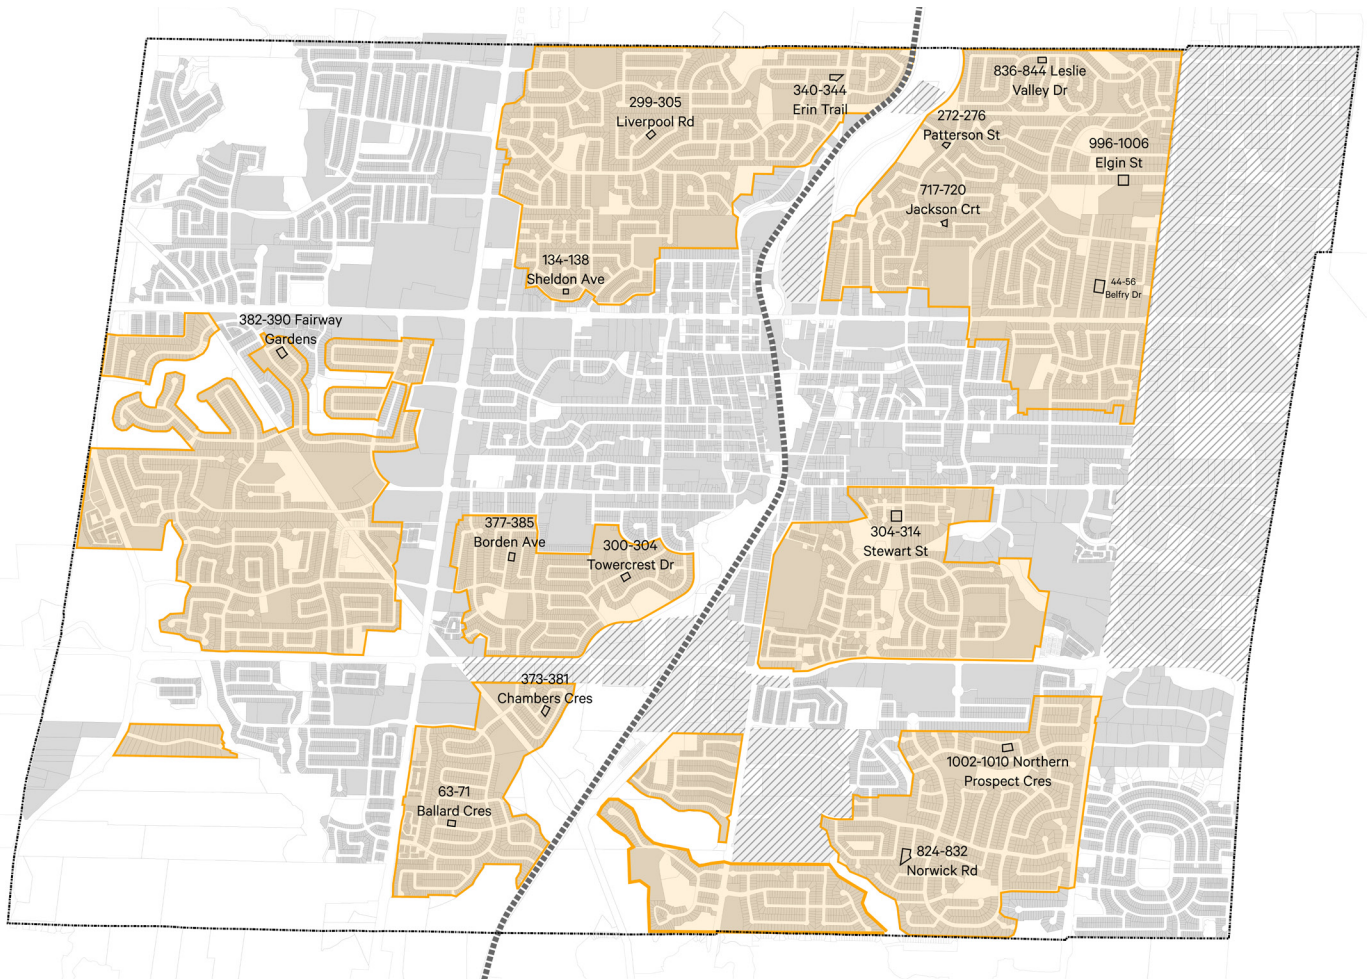 836-844 Leslie
Valley Dr
340-344
Erin Trail
299-305
Liverpool Rd
272-276
Patterson St
996-1006
Elgin St
717-720
Jackson Crt
134-138
Sheldon Ave
44-56
Belfry Dr
382-390 Fairway
Gardens
377-385
Borden Ave
300-304
Towercrest Dr
304-314
Stewart St
373-381
Chambers Cres
1002-1010 Northern
Prospect Cres
63-71
Ballard Cres
824-832
Norwick Rd